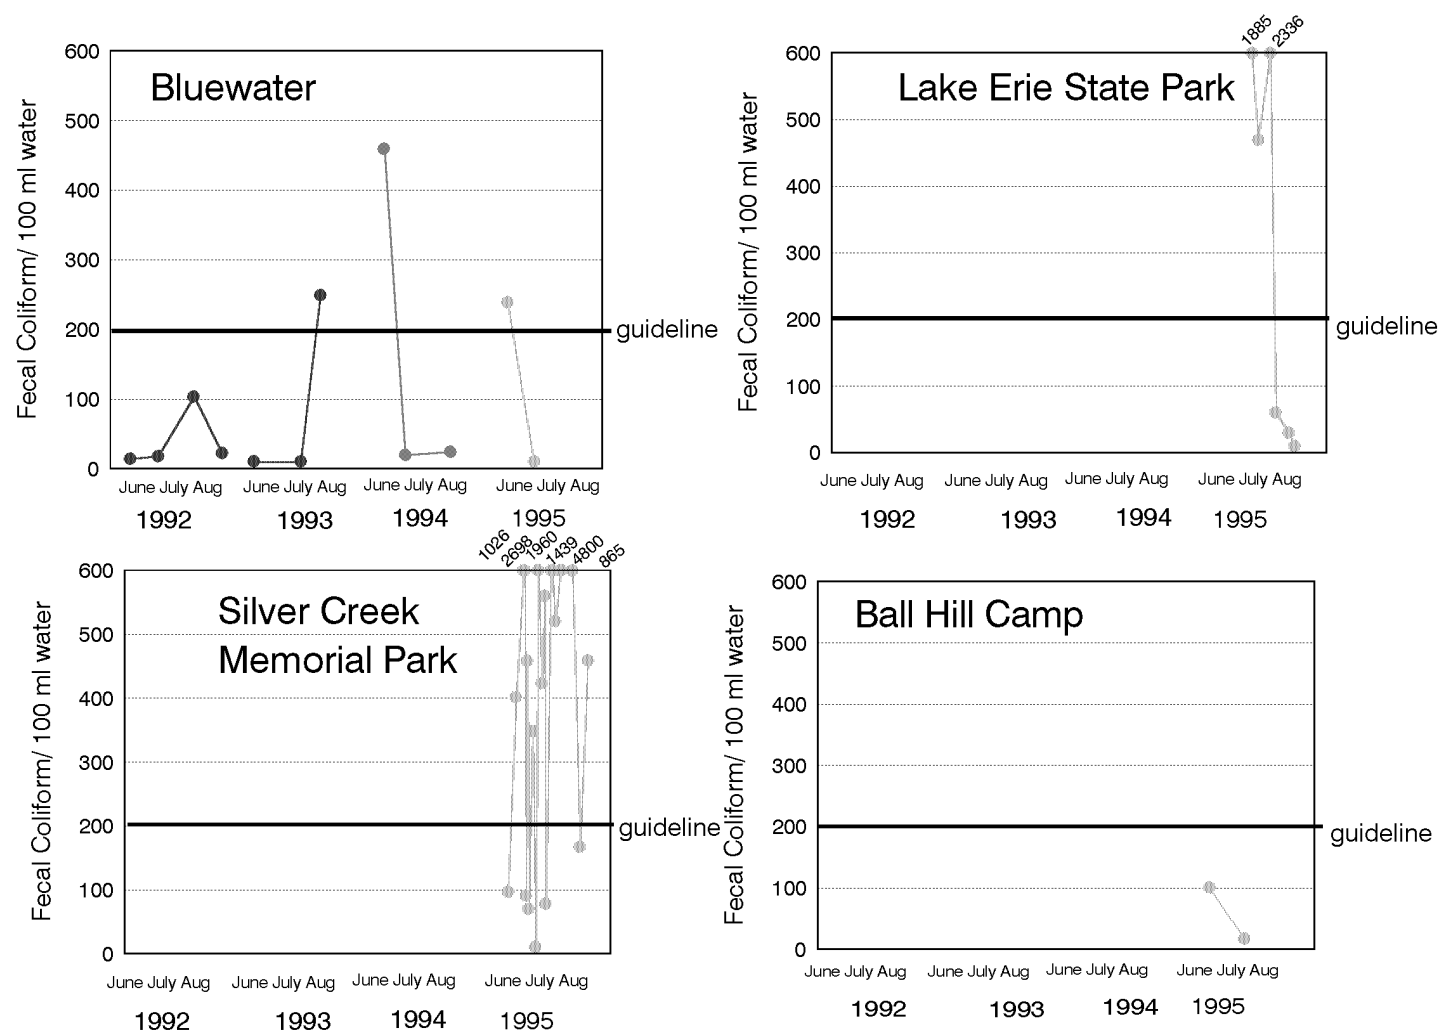 Bluewater
Fecal Coliform/ 100 ml water
600
500
400
300
200
100
0
guideline
June July Aug June July Aug June July Aug June July Aug
1992 1993 1994 1995
1885 2336
Lake Erie State Park
Fecal Coliform/ 100 ml water
600
500
400
300
200
100
0
guideline
June July Aug June July Aug June July Aug June July Aug
1992 1993 1994 1995
1026 2698 1960 1439 4800 865
Silver Creek
Memorial Park
Fecal Coliform/ 100 ml water
600
500
400
300
200
100
0
guideline
June July Aug June July Aug June July Aug June July Aug
1992 1993 1994 1995
Ball Hill Camp
Fecal Coliform/ 100 ml water
600
500
400
300
200
100
0
guideline
June July Aug June July Aug June July Aug June July Aug
1992 1993 1994 1995